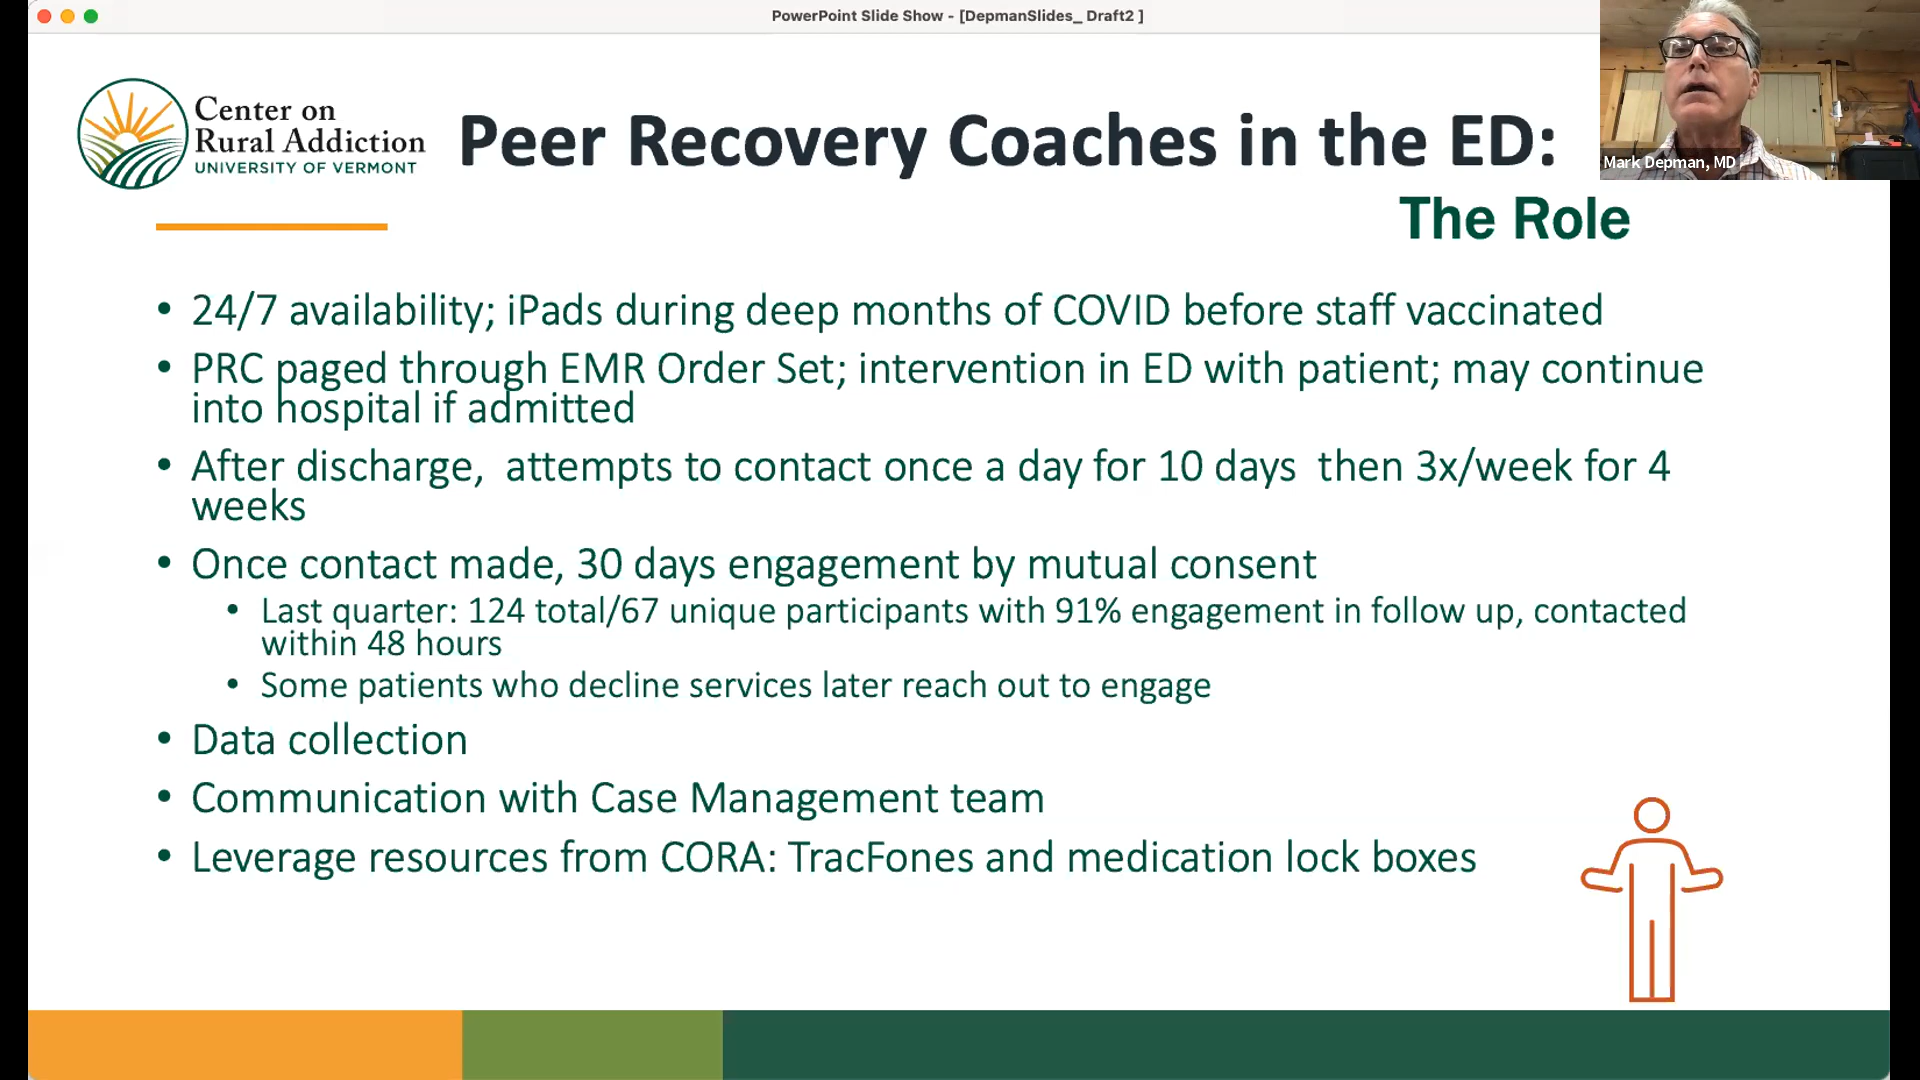 PowerPoint Slide Show - [DepmanSlides_ Draft2 ]
Center on
Rural Addiction
UNIVERSITY OF VERMONT
Peer Recovery Coaches in the ED:
The Role
Mark Depman, MD
• 24/7 availability; iPads during deep months of COVID before staff vaccinated
• PRC paged through EMR Order Set; intervention in ED with patient; may continue
into hospital if admitted
• After discharge,  attempts to contact once a day for 10 days  then 3x/week for 4
weeks
• Once contact made, 30 days engagement by mutual consent
• Last quarter: 124 total/67 unique participants with 91% engagement in follow up, contacted
within 48 hours
• Some patients who decline services later reach out to engage
• Data collection
• Communication with Case Management team
• Leverage resources from CORA: TracFones and medication lock boxes